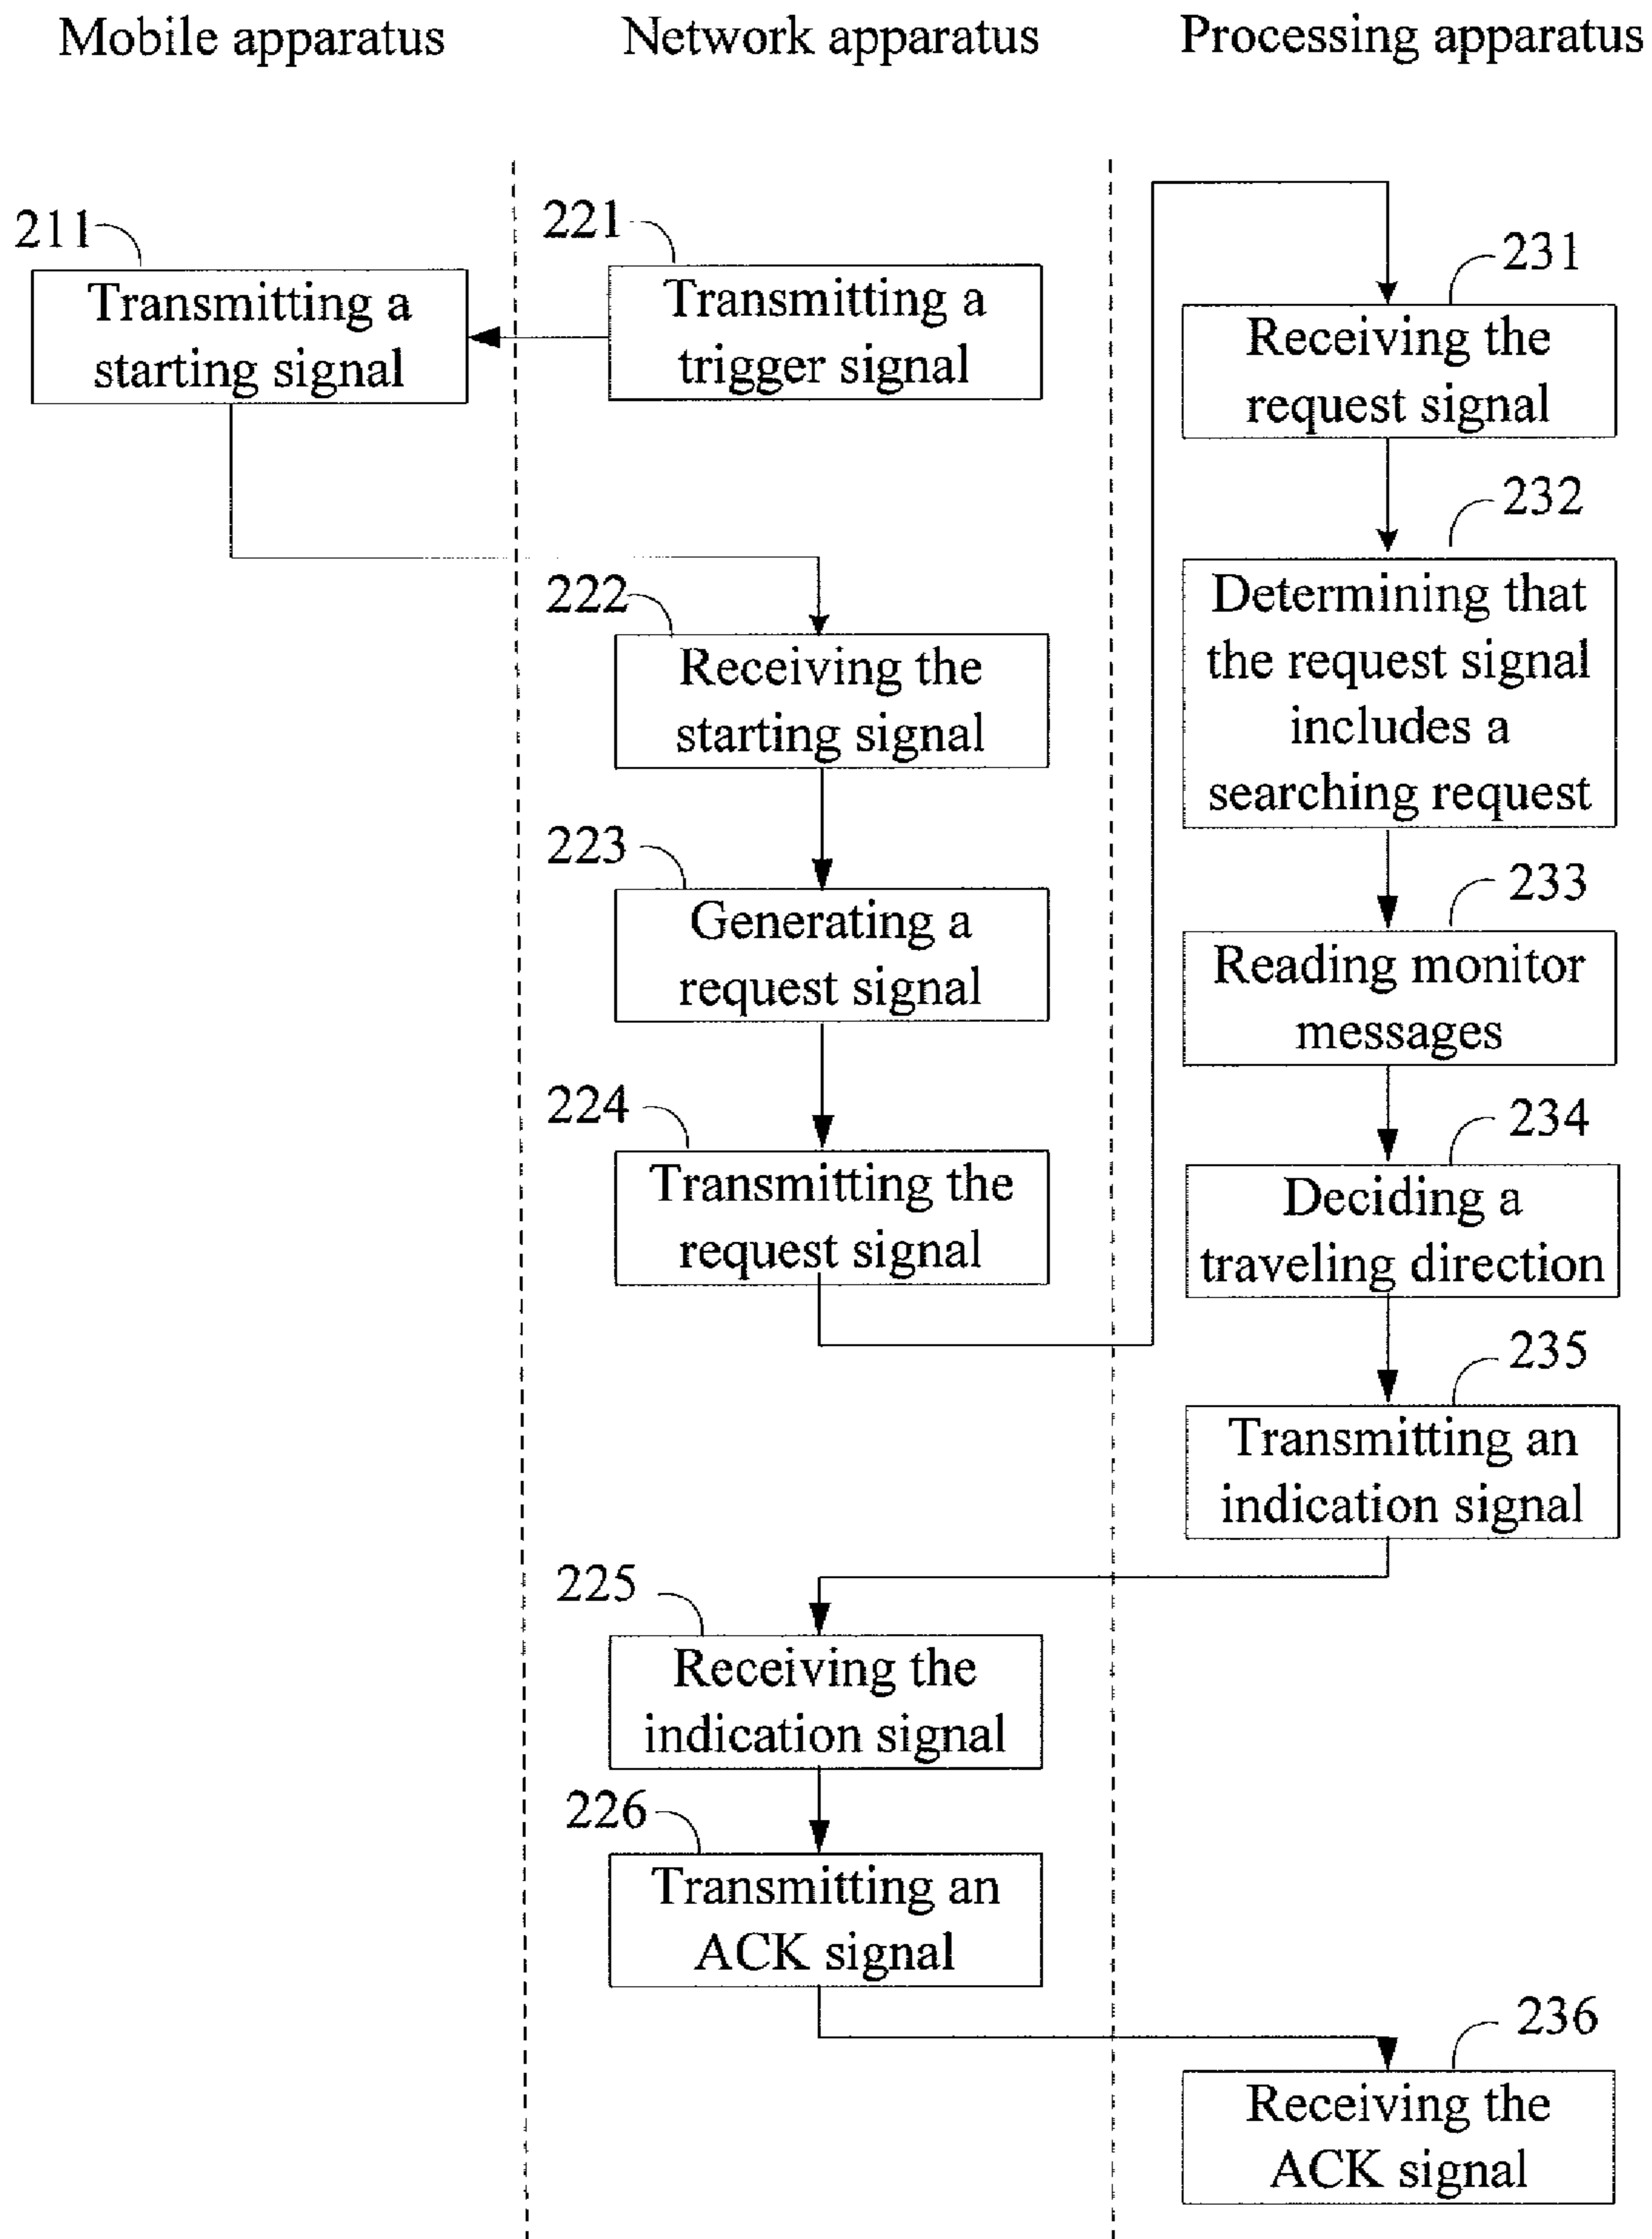 Mobile apparatus
Network apparatus
Processing apparatus
211
Transmitting a
starting signal
221
Transmitting a
trigger signal
222
Receiving the
starting signal
223
Generating a
request signal
224
Transmitting the
request signal
231
Receiving the
request signal
232
Determining that
the request signal
includes a
searching request
233
Reading monitor
messages
234
Deciding a
traveling direction
235
Transmitting an
indication signal
225
Receiving the
indication signal
226
Transmitting an
ACK signal
236
Receiving the
ACK signal